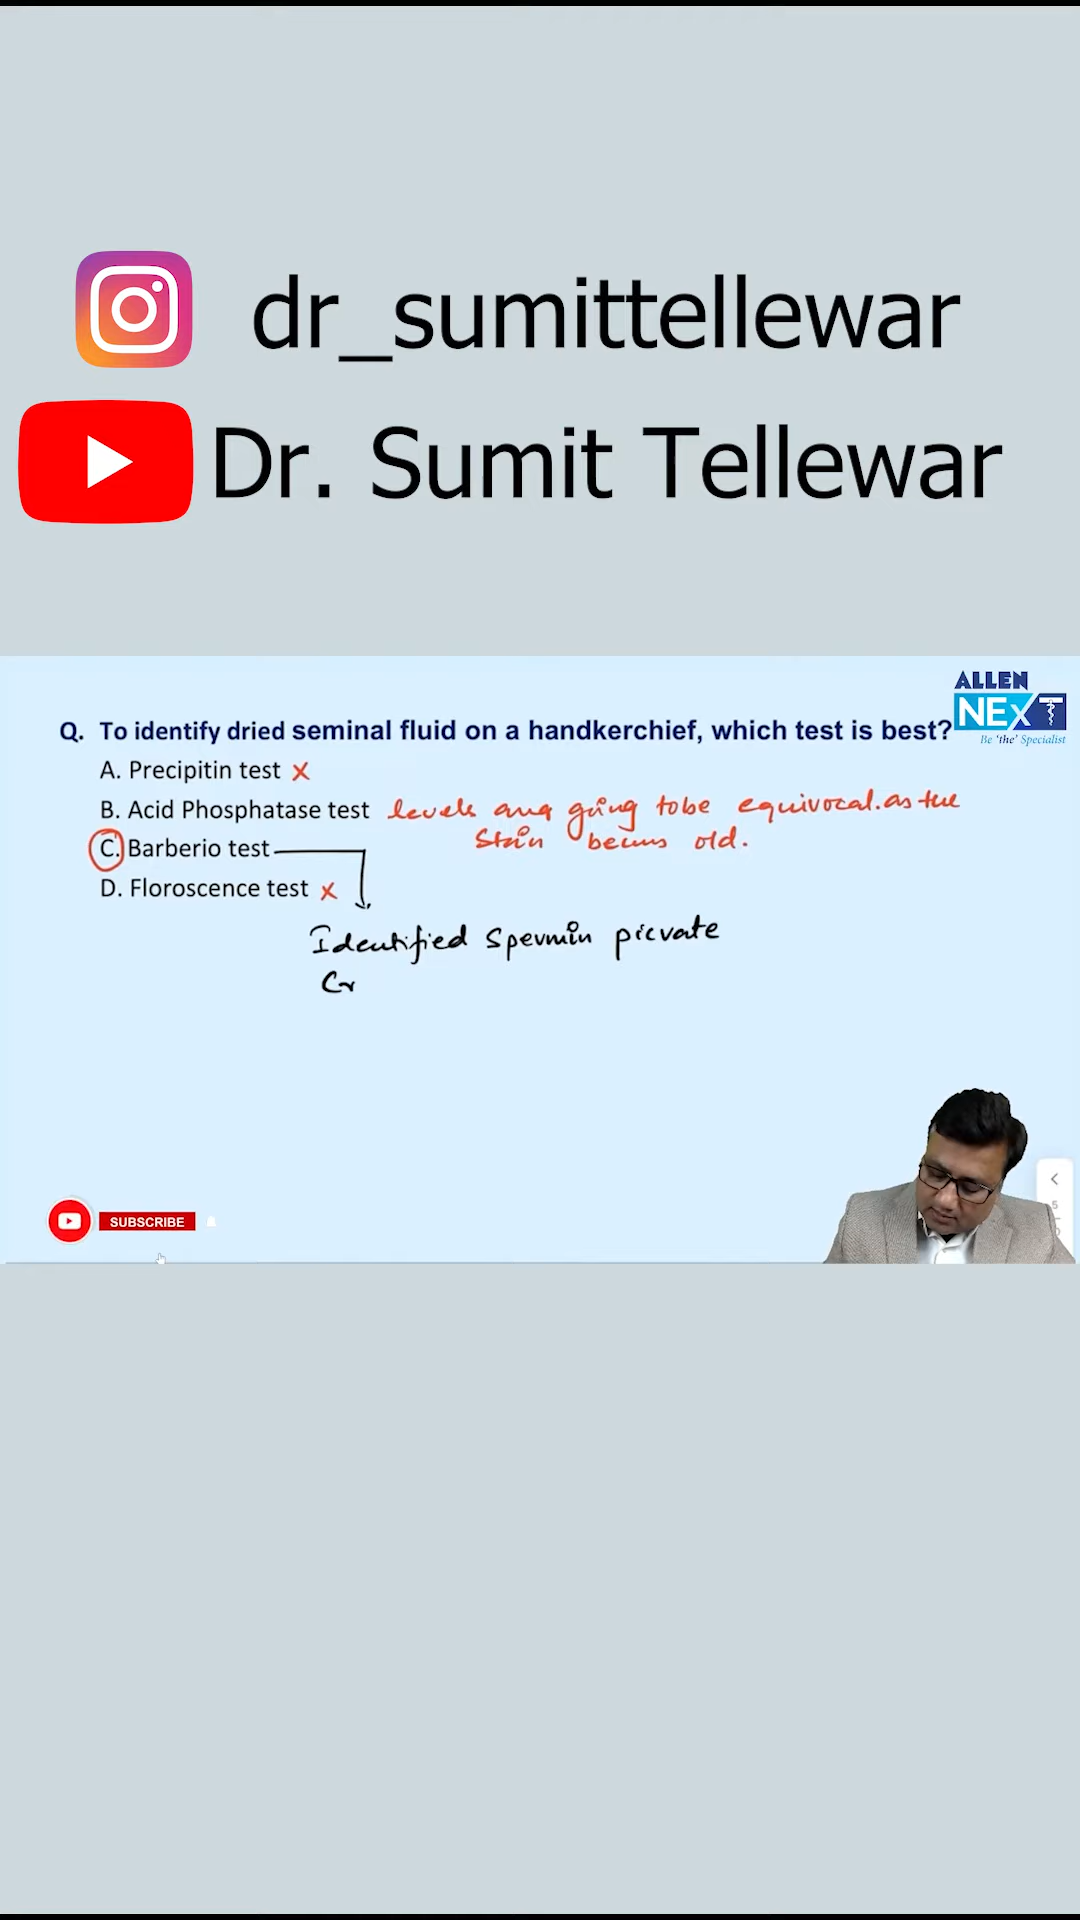 dr_sumittellewar
Dr. Sumit Tellewar
ALLEN
NEXT
Be 'the' Specialist
Q. To identify dried seminal fluid on a handkerchief, which test is best?
A. Precipitin test x
B. Acid Phosphatase test levels are going to be equivocal. as the
stain old.
C. Barberio test
D. Floroscence test x
Identified Spermin picrate
Cr
SUBSCRIBE
5